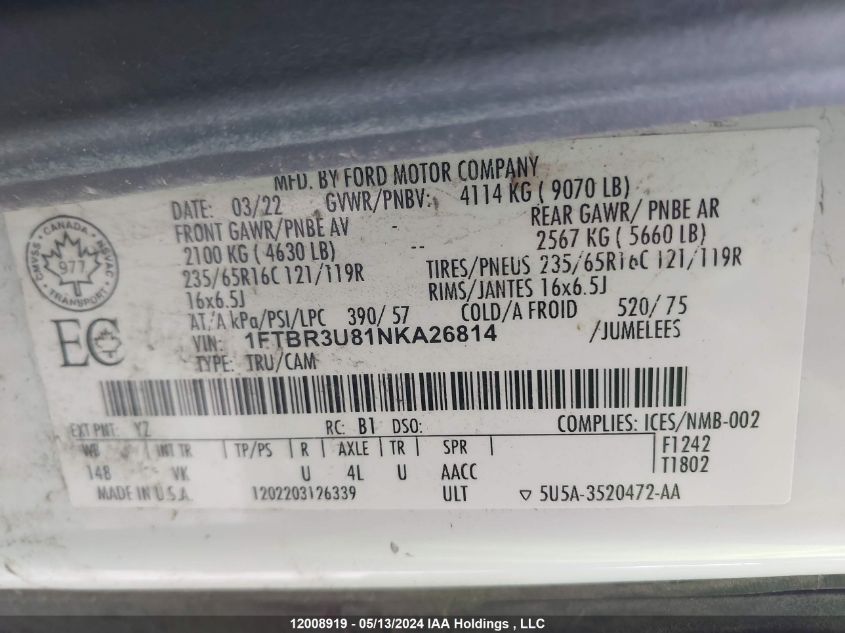 MFD. BY FORD MOTOR COMPANY
DATE: 03/22 GVWR/PNBV: 4114 KG ( 9070 LB)
FRONT GAWR/PNBE AV - REAR GAWR/ PNBE AR
2100 KG ( 4630 LB) -- 2567 KG ( 5660 LB)
235/65R16C 121/119R TIRES/PNEUS 235/65R16C 121/119R
16x6.5J RIMS/JANTES 16x6.5J
AT/A kPa/PSI/LPC 390/ 57 COLD/A FROID 520/ 75
VIN: 1FTBR3U81NKA26814 /JUMELEES
TYPE: TRU/CAM
CANADA
CMVSS NSVAC
977
TRANSPORT
EC
EXT PNT: YZ RC: B1 DSO: COMPLIES: ICES/NMB-002
WB INT TR TP/PS R AXLE TR SPR F1242
148 VK U 4L U AACC T1802
MADE IN U.S.A. 1202203126339 ULT ▽ 5U5A-3520472-AA
12008919 - 05/13/2024 IAA Holdings , LLC